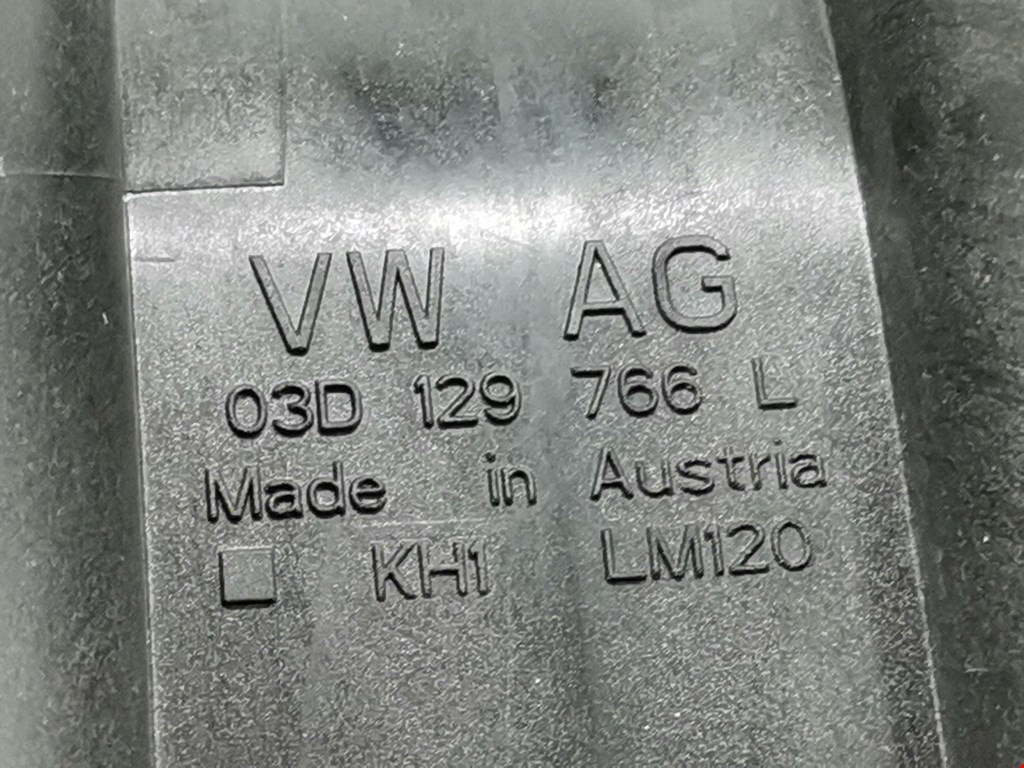 VW AG
03D 129 766 L
Made in Austria
KH1 LM120